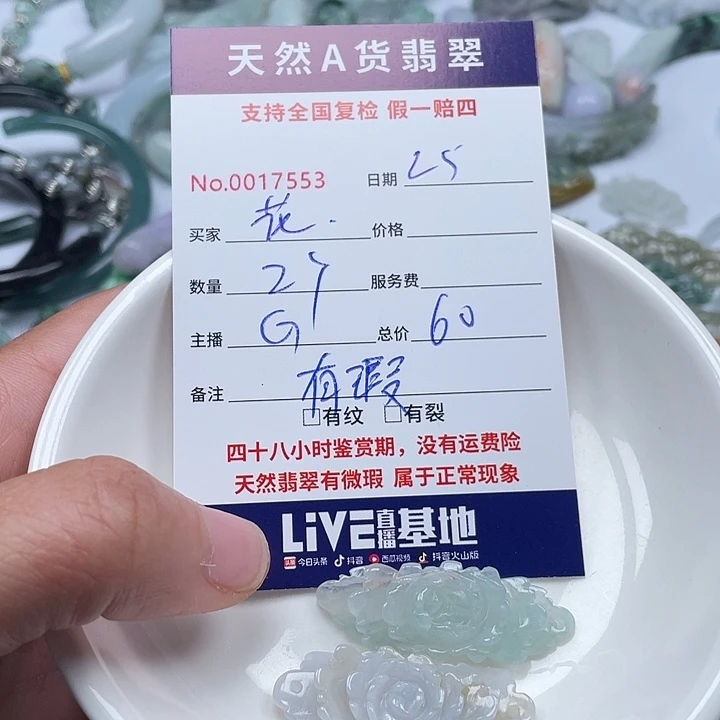 天然A货翡翠
支持全国复检 假一赔四
No.0017553 日期 25
买家 花. 价格
数量 2个 服务费
主播 G 总价 60
备注 有瑕
□有纹 □有裂
四十八小时鉴赏期，没有运费险
天然翡翠有微瑕 属于正常现象
LiVE直播基地
头条 今日头条 抖音 西瓜视频 抖音火山版